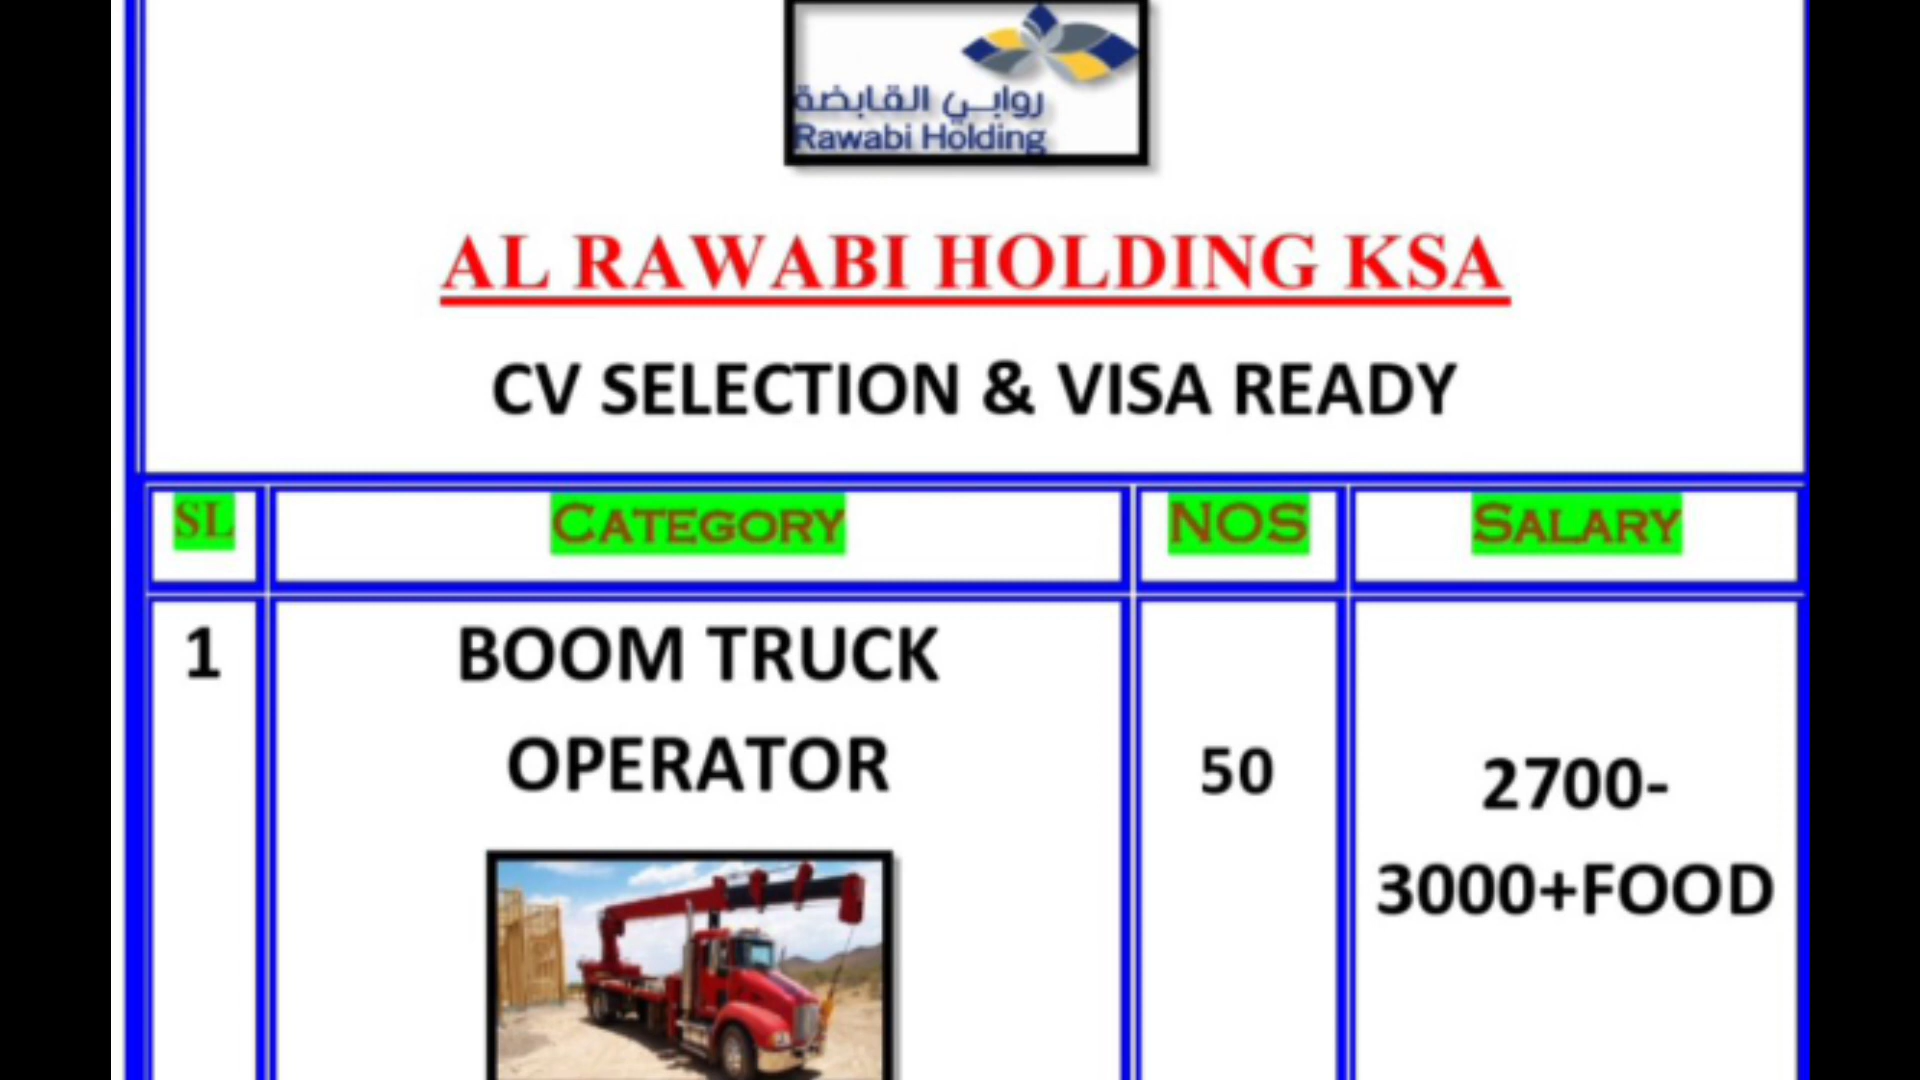 روابي القابضة
Rawabi Holding
AL RAWABI HOLDING KSA
CV SELECTION & VISA READY
SL CATEGORY NOS SALARY
1 BOOM TRUCK
OPERATOR
50
2700-
3000+FOOD